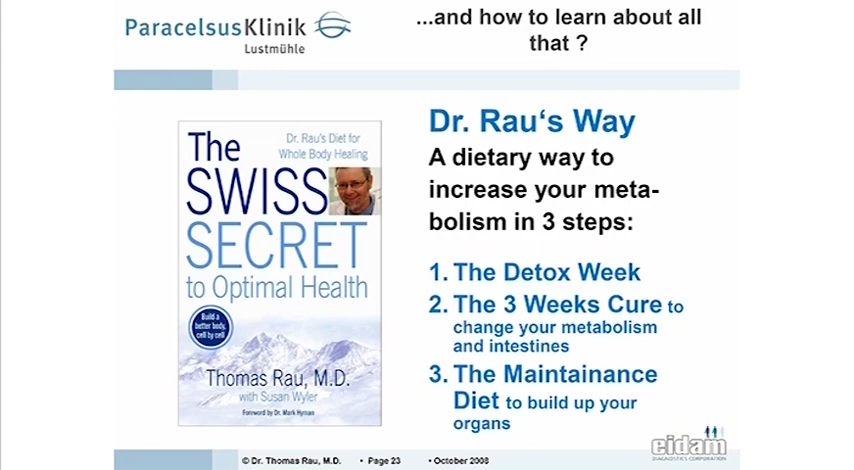 ParacelsusKlinik
Lustmühle
...and how to learn about all
that ?
The
SWISS
SECRET
to Optimal Health
Dr. Rau's Diet for
Whole Body Healing
Build a
better body,
cell by cell
Thomas Rau, M.D.
with Susan Wyler
Foreword by Dr. Mark Hyman
Dr. Rau‘s Way
A dietary way to
increase your meta-
bolism in 3 steps:
1. The Detox Week
2. The 3 Weeks Cure to
change your metabolism
and intestines
3. The Maintainance
Diet to build up your
organs
© Dr. Thomas Rau, M.D. • Page 23 • October 2008
eidam
DIAGNOSTICS CORPORATION